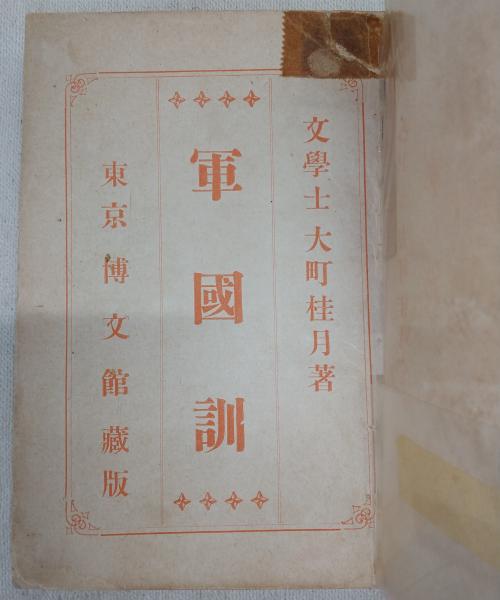 文學士 大町桂月著
軍國訓
東京 博文館藏版